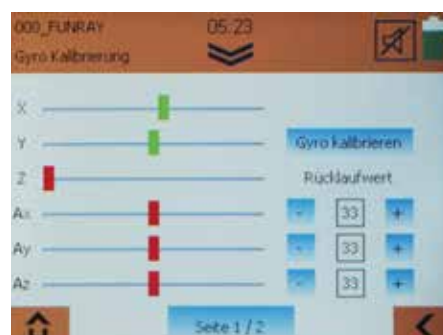 000_FUNRAY 05:23
Gyro Kalibrierung
X
Y Gyro kalibrieren
Z Rücklaufwert
Ax - 33 +
Ay - 33 +
Az - 33 +
Seite 1 / 2